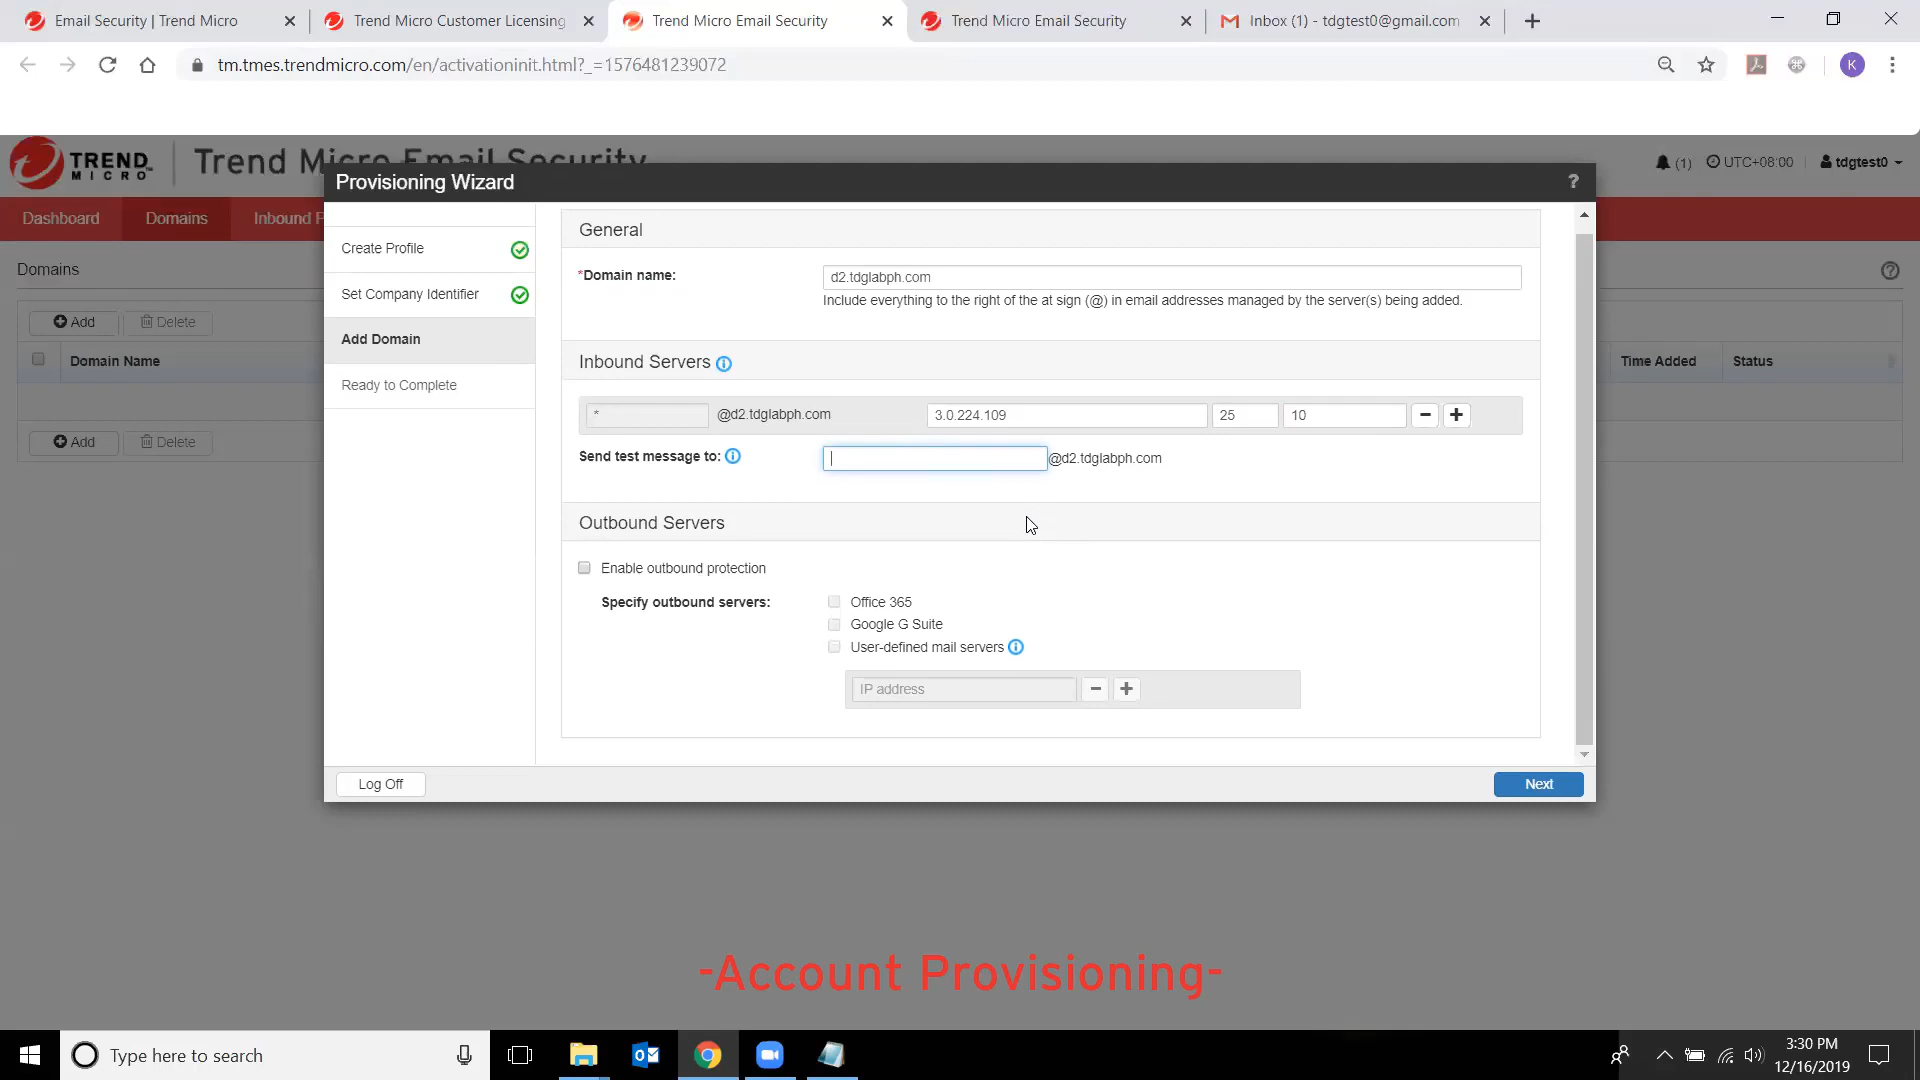 Email Security | Trend Micro
Trend Micro Customer Licensing
Trend Micro Email Security
Trend Micro Email Security
Inbox (1) - tdgtest0@gmail.com
tm.tmes.trendmicro.com/en/activationinit.html?_=1576481239072
K
TREND MICRO™
Trend Micro Email Security
(1)
UTC+08:00
tdgtest0
Dashboard
Domains
Inbound P
Domains
Add
Delete
Domain Name
Time Added
Status
Add
Delete
Provisioning Wizard
?
Create Profile
Set Company Identifier
Add Domain
Ready to Complete
General
*Domain name:
d2.tdglabph.com
Include everything to the right of the at sign (@) in email addresses managed by the server(s) being added.
Inbound Servers
*
@d2.tdglabph.com
3.0.224.109
25
10
Send test message to:
@d2.tdglabph.com
Outbound Servers
Enable outbound protection
Specify outbound servers:
Office 365
Google G Suite
User-defined mail servers
IP address
Log Off
Next
-Account Provisioning-
Type here to search
3:30 PM
12/16/2019